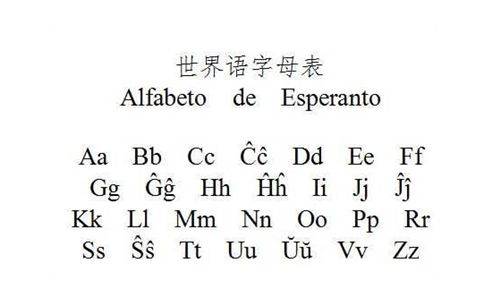 世界语字母表
Alfabeto de Esperanto
Aa Bb Cc Ĉĉ Dd Ee Ff
Gg Ĝĝ Hh Ĥĥ Ii Jj Ĵĵ
Kk Ll Mm Nn Oo Pp Rr
Ss Ŝŝ Tt Uu Ŭŭ Vv Zz